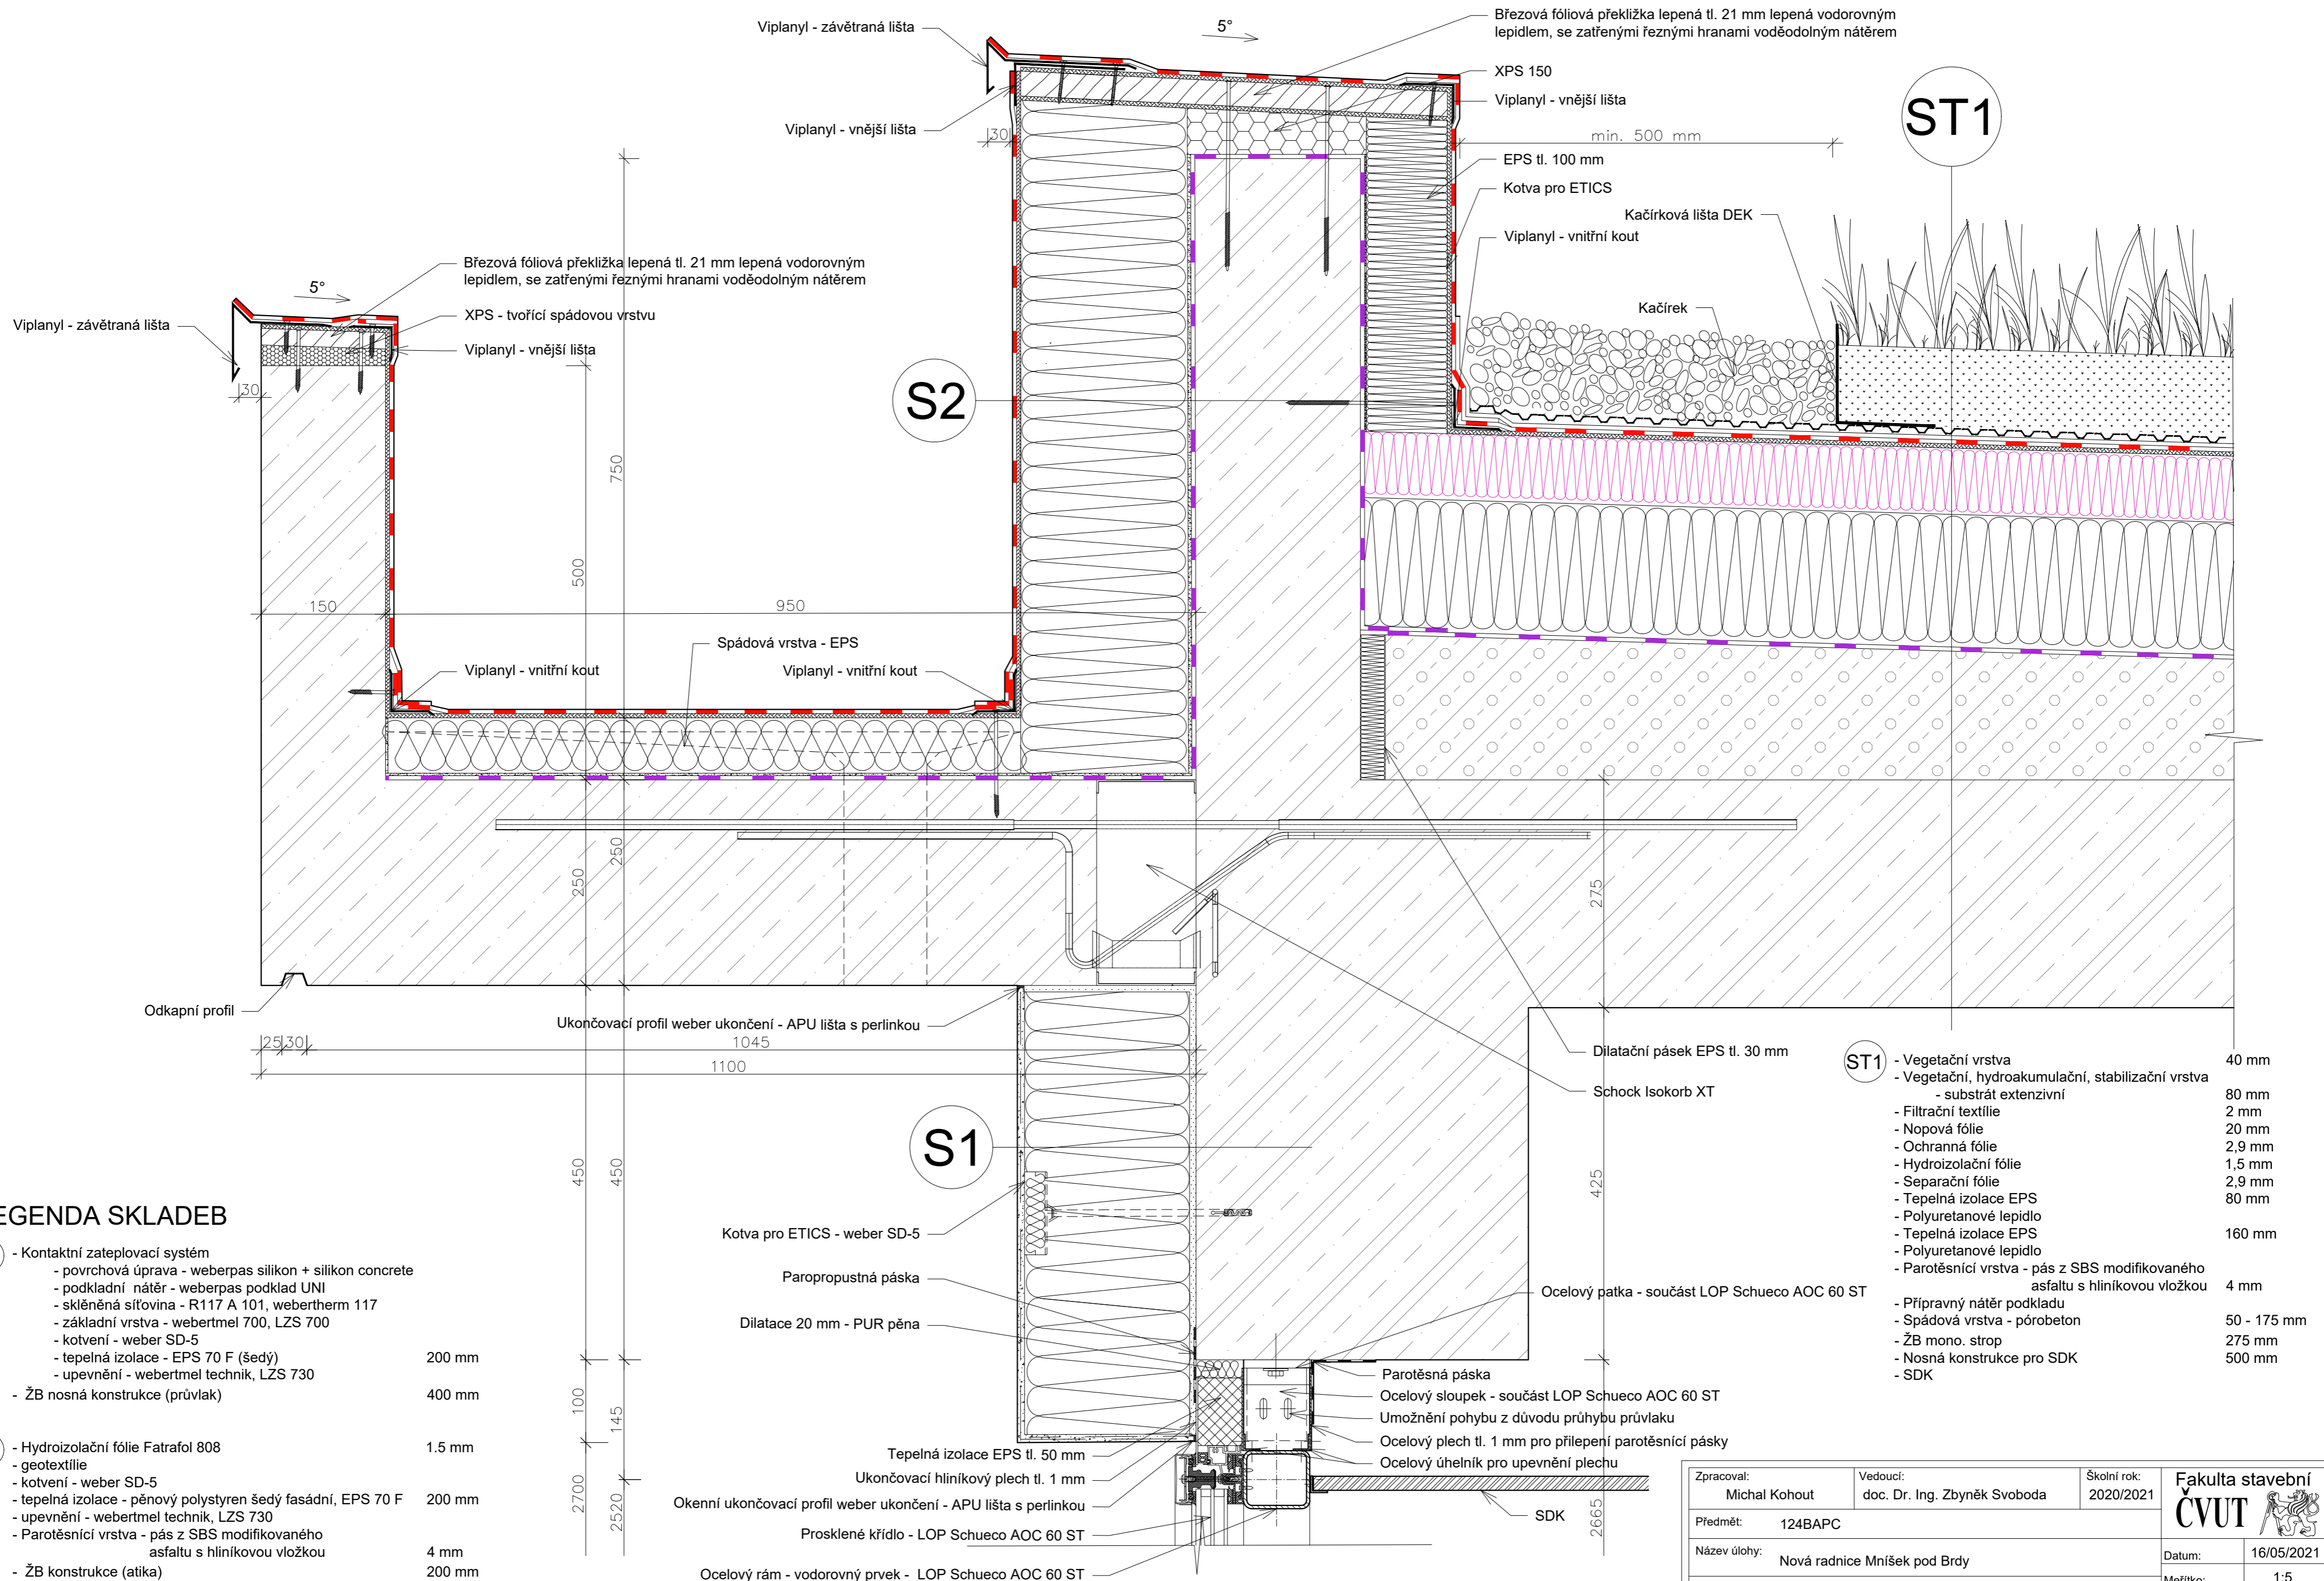 Viplanyl - závětraná lišta
5°
Březová fóliová překližka lepená tl. 21 mm lepená vodorovným
lepidlem, se zatřenými řeznými hranami voděodolným nátěrem
XPS 150
Viplanyl - vnější lišta
Viplanyl - vnější lišta
30
min. 500 mm
ST1
EPS tl. 100 mm
Kotva pro ETICS
Kačírková lišta DEK
Viplanyl - vnitřní kout
Březová fóliová překližka lepená tl. 21 mm lepená vodorovným
lepidlem, se zatřenými řeznými hranami voděodolným nátěrem
5°
Viplanyl - závětraná lišta
XPS - tvořící spádovou vrstvu
Viplanyl - vnější lišta
Kačírek
30
S2
750
500
150
950
Spádová vrstva - EPS
Viplanyl - vnitřní kout
Viplanyl - vnitřní kout
250
250
275
Odkapní profil
Ukončovací profil weber ukončení - APU lišta s perlinkou
25
30
1045
1100
Dilatační pásek EPS tl. 30 mm
Schock Isokorb XT
S1
450
450
425
Kotva pro ETICS - weber SD-5
Paropropustná páska
Dilatace 20 mm - PUR pěna
Ocelový patka - součást LOP Schueco AOC 60 ST
Parotěsná páska
Ocelový sloupek - součást LOP Schueco AOC 60 ST
Umožnění pohybu z důvodu průhybu průvlaku
Ocelový plech tl. 1 mm pro přilepení parotěsnící pásky
Ocelový úhelník pro upevnění plechu
100
145
2700
2520
2665
Tepelná izolace EPS tl. 50 mm
Ukončovací hliníkový plech tl. 1 mm
Okenní ukončovací profil weber ukončení - APU lišta s perlinkou
Prosklené křídlo - LOP Schueco AOC 60 ST
Ocelový rám - vodorovný prvek - LOP Schueco AOC 60 ST
SDK
ST1
- Vegetační vrstva 40 mm
- Vegetační, hydroakumulační, stabilizační vrstva
- substrát extenzivní 80 mm
- Filtrační textílie 2 mm
- Nopová fólie 20 mm
- Ochranná fólie 2,9 mm
- Hydroizolační fólie 1,5 mm
- Separační fólie 2,9 mm
- Tepelná izolace EPS 80 mm
- Polyuretanové lepidlo
- Tepelná izolace EPS 160 mm
- Polyuretanové lepidlo
- Parotěsnící vrstva - pás z SBS modifikovaného
asfaltu s hliníkovou vložkou 4 mm
- Přípravný nátěr podkladu
- Spádová vrstva - pórobeton 50 - 175 mm
- ŽB mono. strop 275 mm
- Nosná konstrukce pro SDK 500 mm
- SDK
EGENDA SKLADEB
- Kontaktní zateplovací systém
- povrchová úprava - weberpas silikon + silikon concrete
- podkladní nátěr - weberpas podklad UNI
- skleněná síťovina - R117 A 101, webertherm 117
- základní vrstva - webertmel 700, LZS 700
- kotvení - weber SD-5
- tepelná izolace - EPS 70 F (šedý) 200 mm
- upevnění - webertmel technik, LZS 730
- ŽB nosná konstrukce (průvlak) 400 mm
- Hydroizolační fólie Fatrafol 808 1.5 mm
- geotextílie
- kotvení - weber SD-5
- tepelná izolace - pěnový polystyren šedý fasádní, EPS 70 F 200 mm
- upevnění - webertmel technik, LZS 730
- Parotěsnící vrstva - pás z SBS modifikovaného
asfaltu s hliníkovou vložkou 4 mm
- ŽB konstrukce (atika) 200 mm
Zpracoval:
Michal Kohout
Vedoucí:
doc. Dr. Ing. Zbyněk Svoboda
Školní rok:
2020/2021
Fakulta stavební
ČVUT
Předmět: 124BAPC
Název úlohy: Nová radnice Mníšek pod Brdy
Datum: 16/05/2021
Meřítko: 1:5